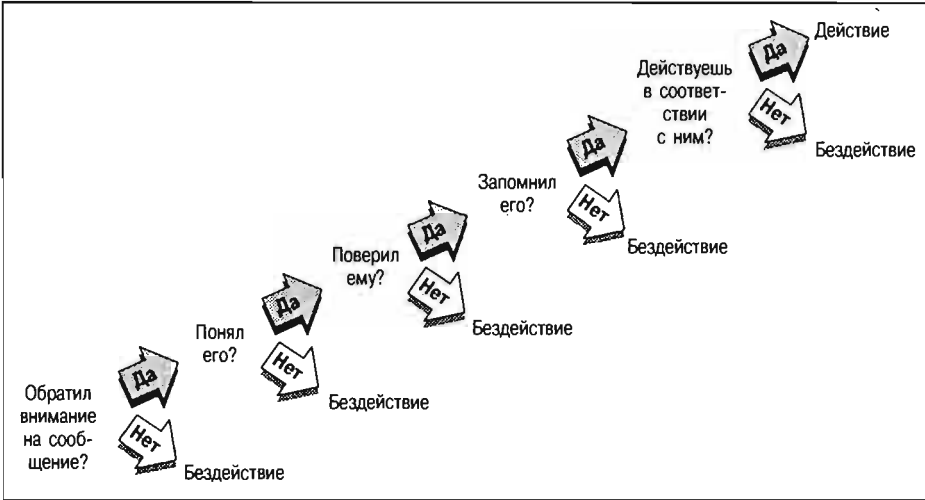 Обратил
внимание
на сооб-
щение?
Да
Нет
Бездействие
Понял
его?
Да
Нет
Бездействие
Поверил
ему?
Да
Нет
Бездействие
Запомнил
его?
Да
Нет
Бездействие
Действуешь
в соответ-
ствии
с ним?
Да
Действие
Нет
Бездействие